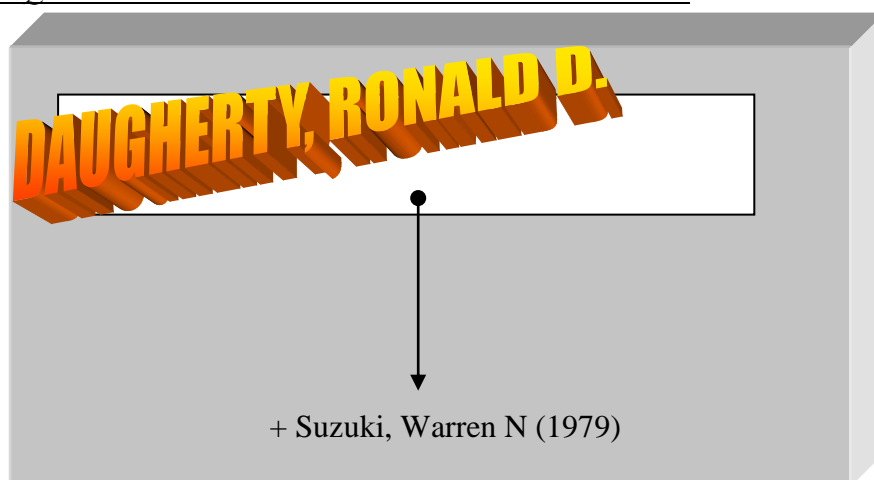 DAUGHERTY, RONALD D.
+ Suzuki, Warren N (1979)